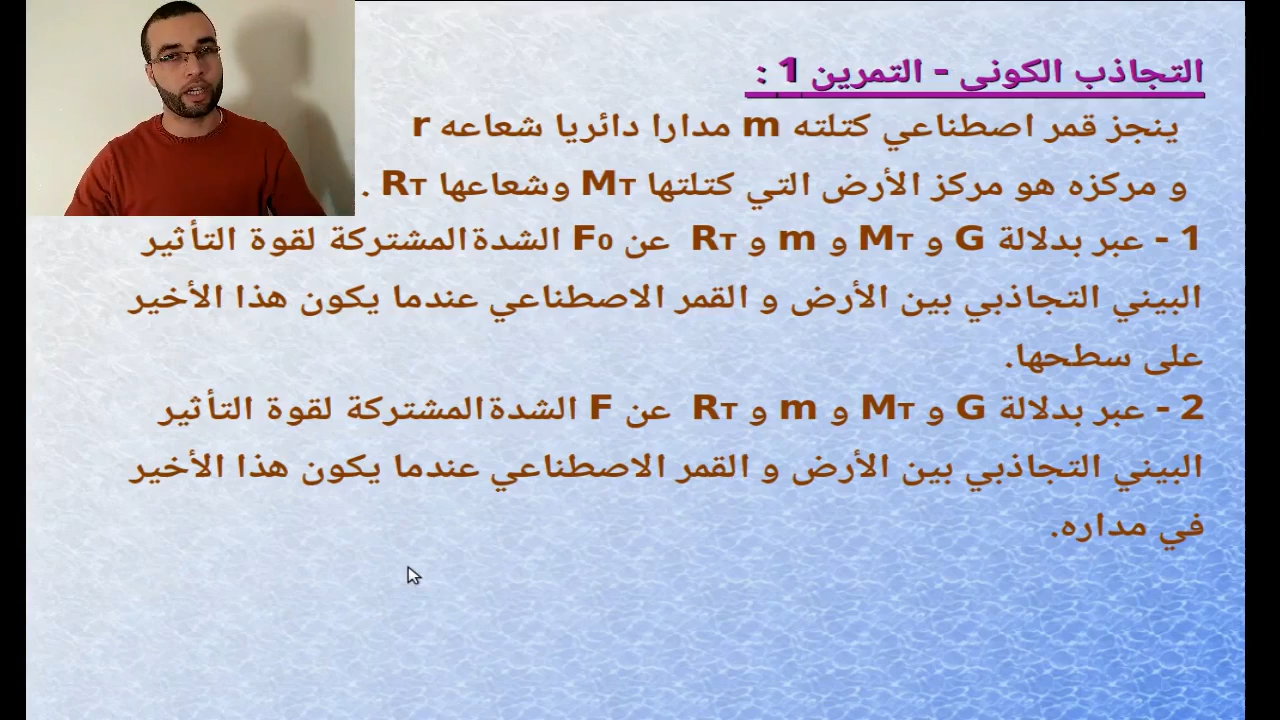 التجاذب الكوني - التمرين 1 :
ينجز قمر اصطناعي كتلته m مدارا دائريا شعاعه r
و مركزه هو مركز الأرض التي كتلتها MT وشعاعها RT .
1 - عبر بدلالة G و MT و m و RT عن F0 الشدة المشتركة لقوة التأثير
البيني التجاذبي بين الأرض و القمر الاصطناعي عندما يكون هذا الأخير
على سطحها.
2 - عبر بدلالة G و MT و m و RT عن F الشدة المشتركة لقوة التأثير
البيني التجاذبي بين الأرض و القمر الاصطناعي عندما يكون هذا الأخير
في مداره.